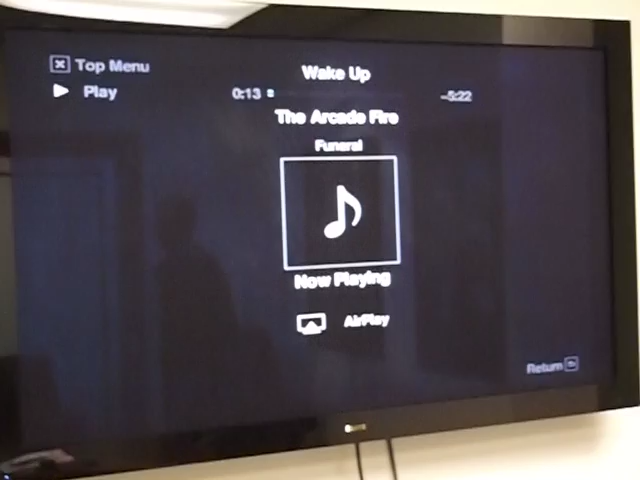 Top Menu
Wake Up
Play
0:13
-5:22
The Arcade Fire
Funeral
Now Playing
AirPlay
Return